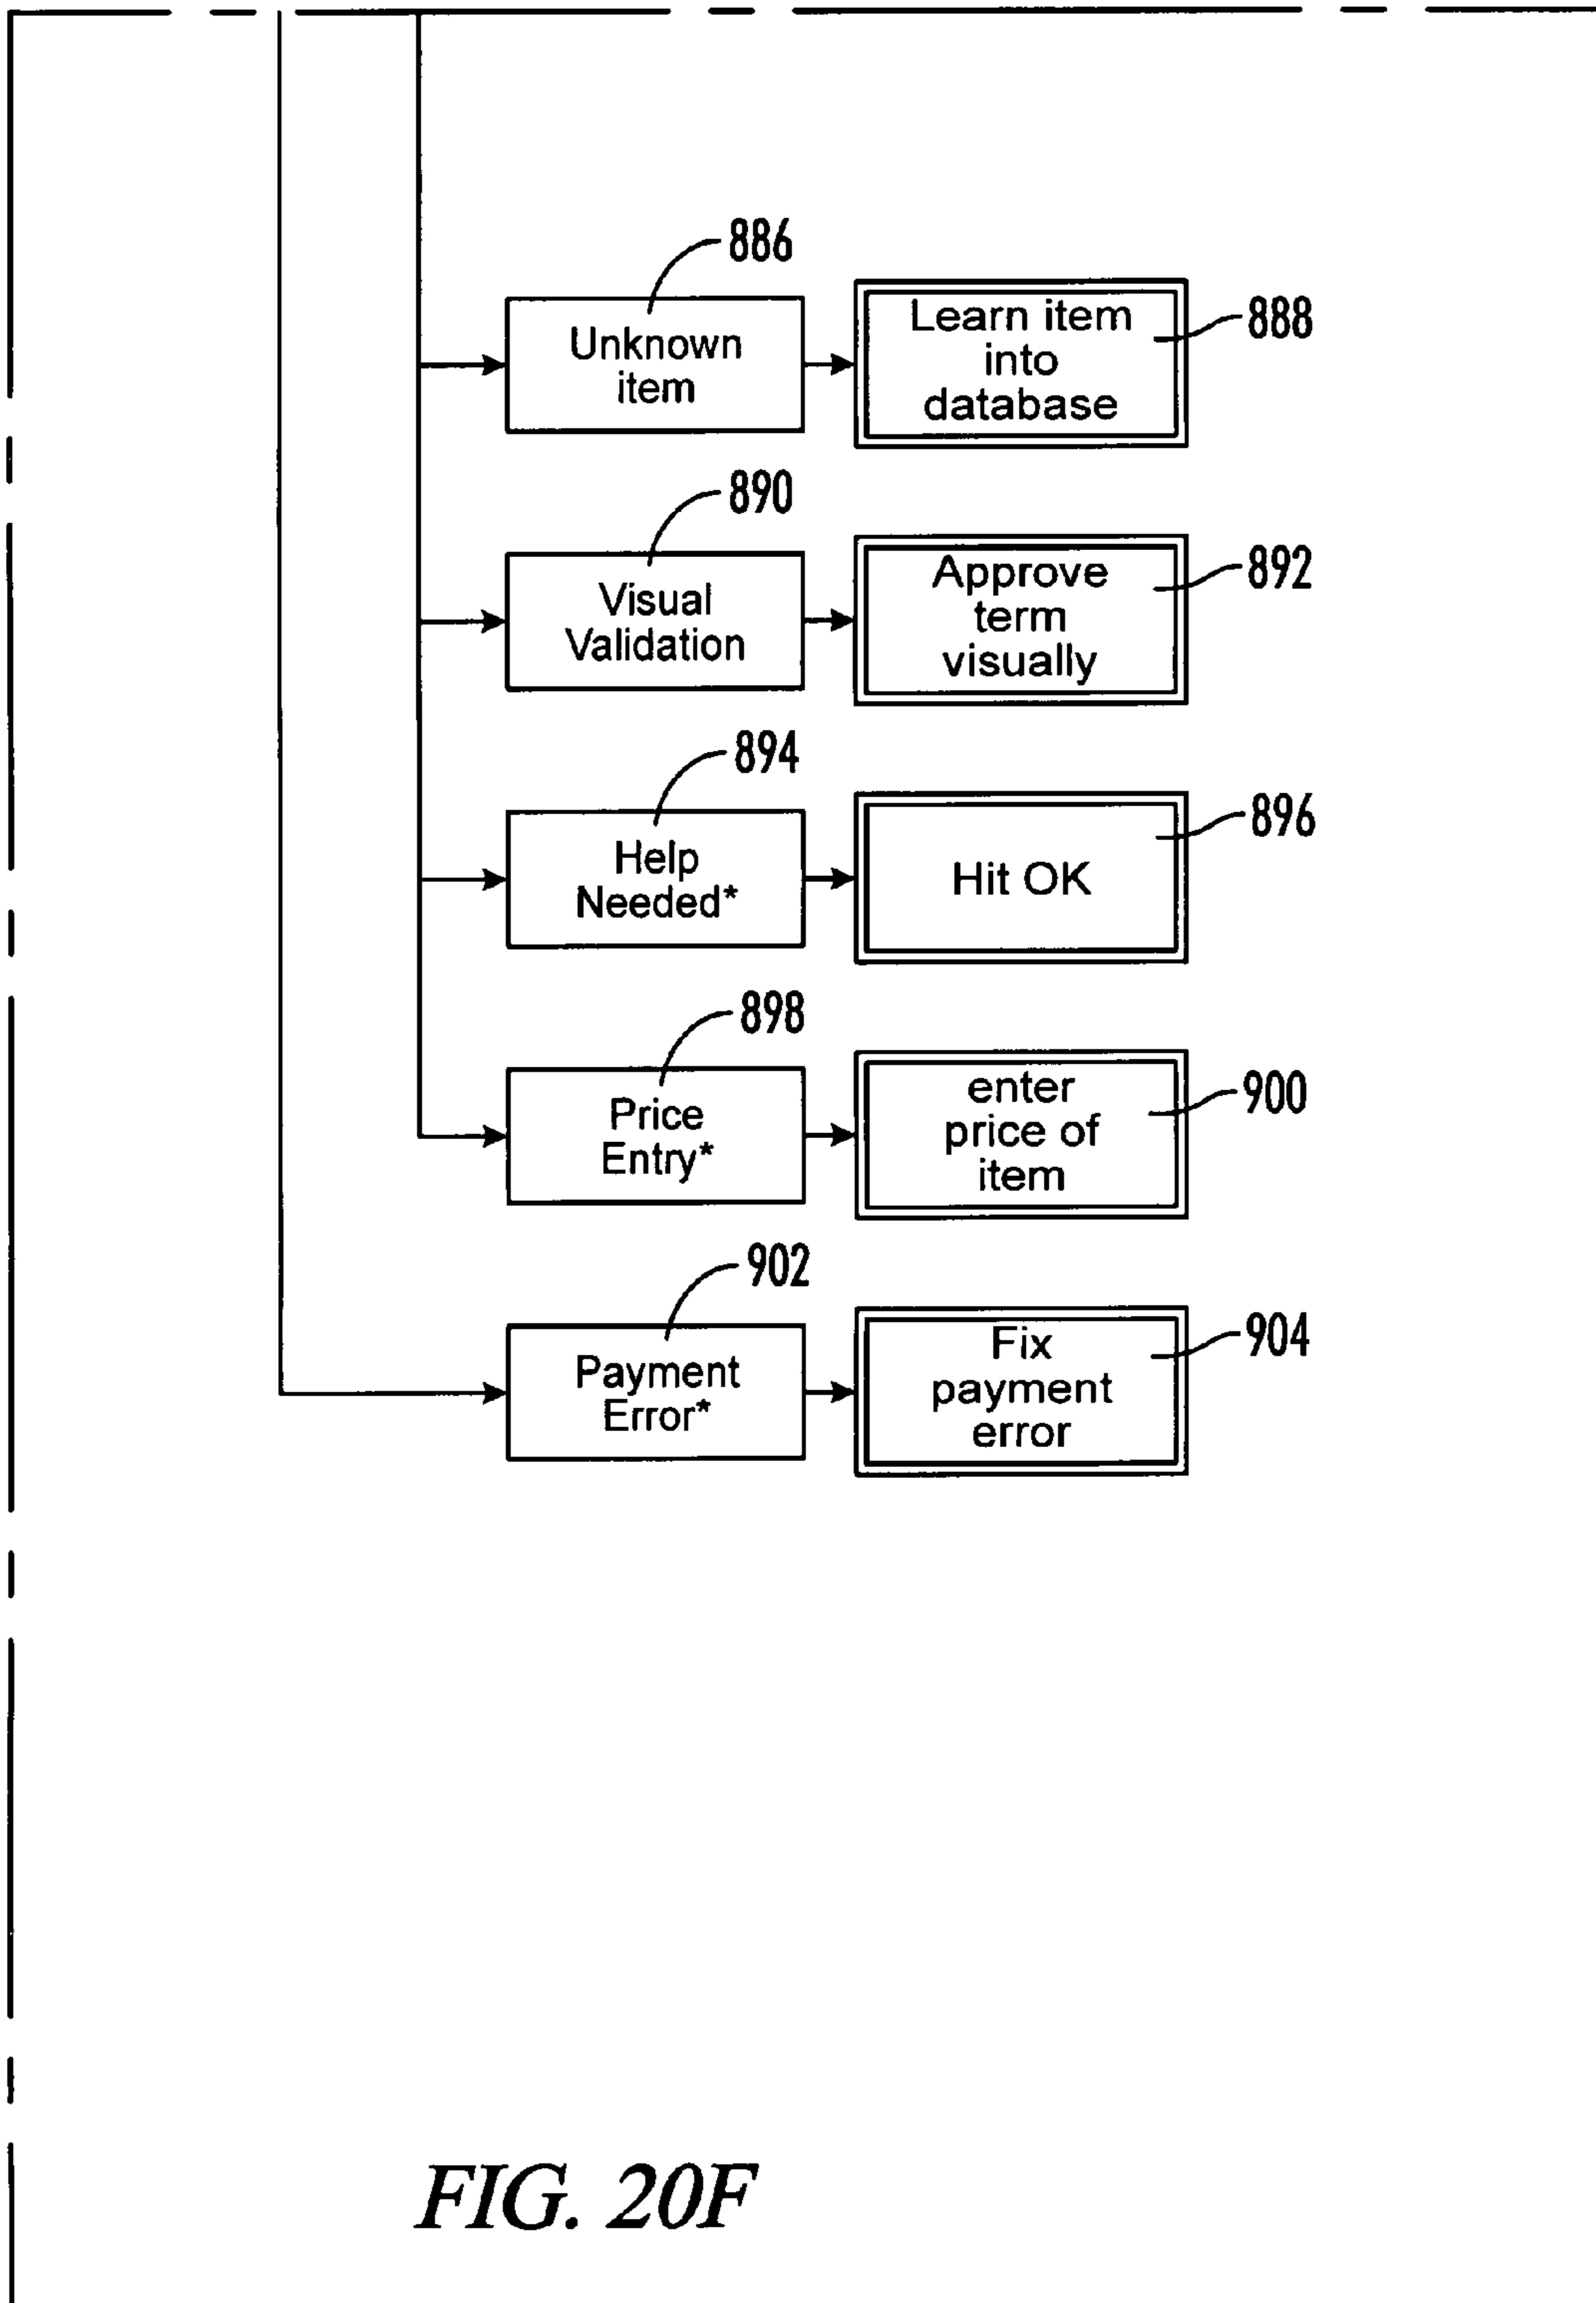 886
Unknown
item
Learn item
into
database
888
890
Visual
Validation
Approve
term
visually
892
894
Help
Needed*
Hit OK
896
898
Price
Entry*
enter
price of
item
900
902
Payment
Error*
Fix
payment
error
904
FIG. 20F